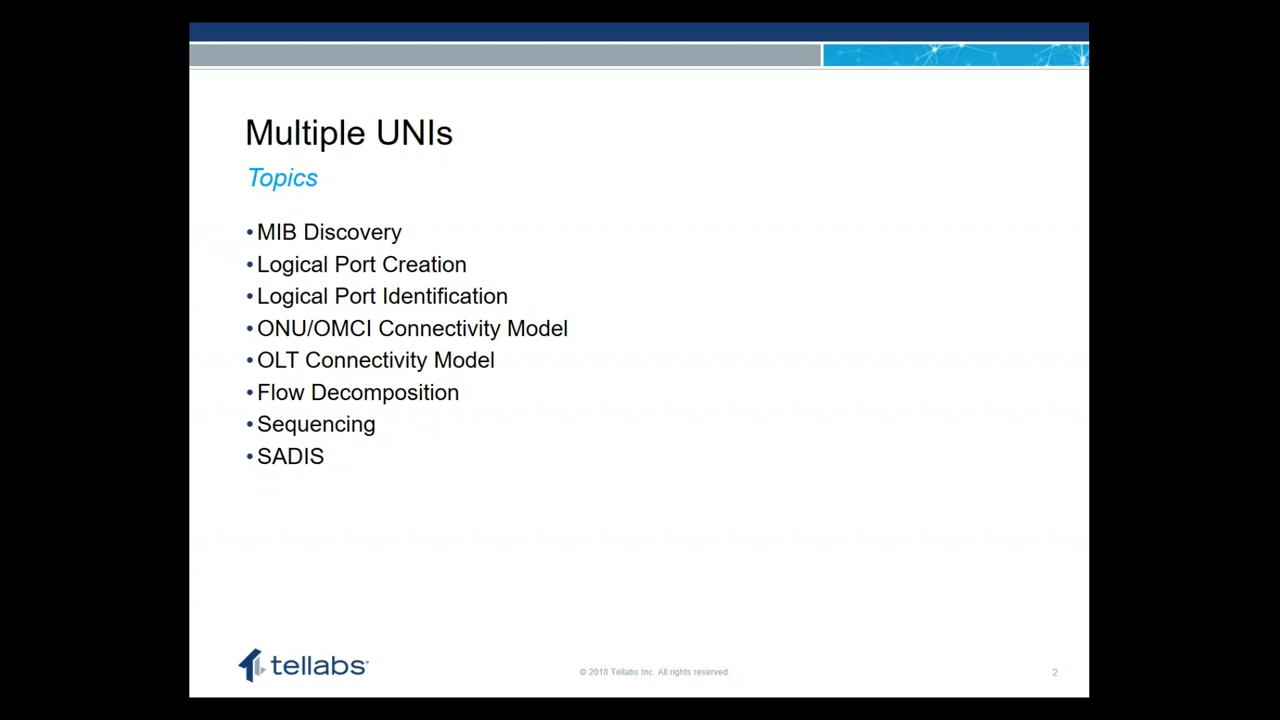 Multiple UNIs
Topics
•MIB Discovery
•Logical Port Creation
•Logical Port Identification
•ONU/OMCI Connectivity Model
•OLT Connectivity Model
•Flow Decomposition
•Sequencing
•SADIS
tellabs®
© 2018 Tellabs Inc. All rights reserved.
2